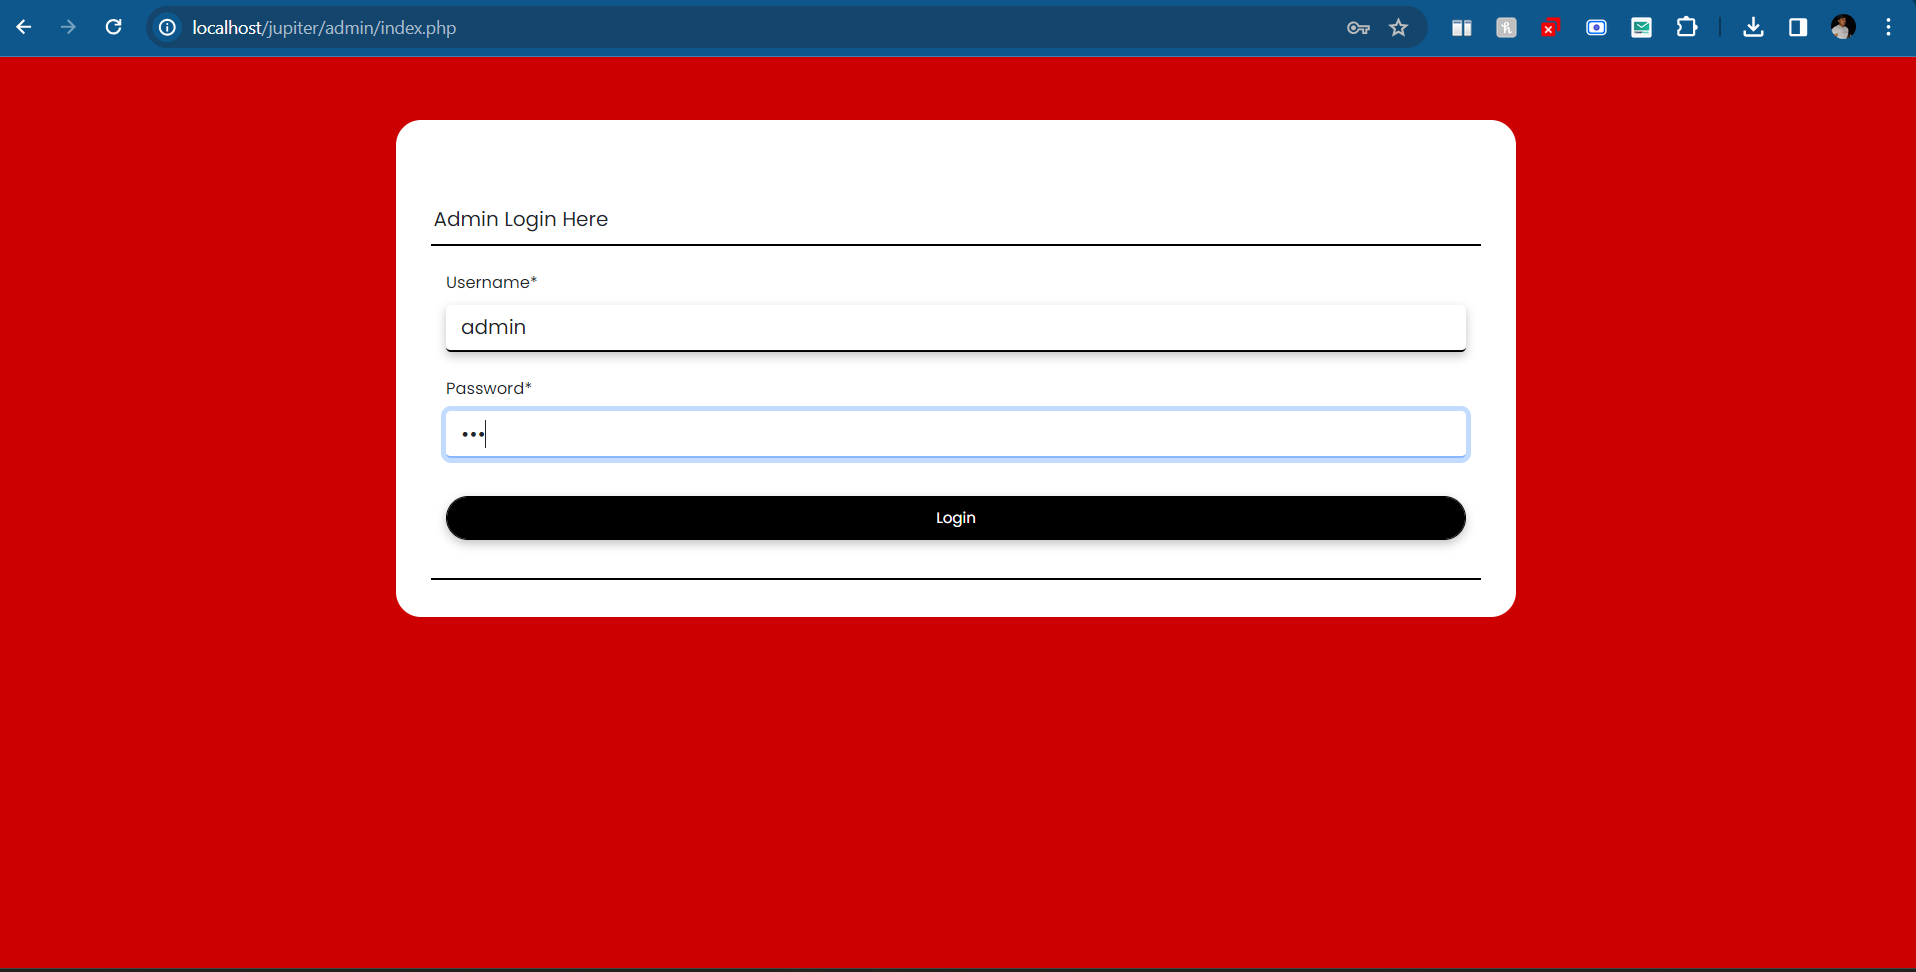 localhost/jupiter/admin/index.php
Admin Login Here
Username*
admin
Password*
•••
Login